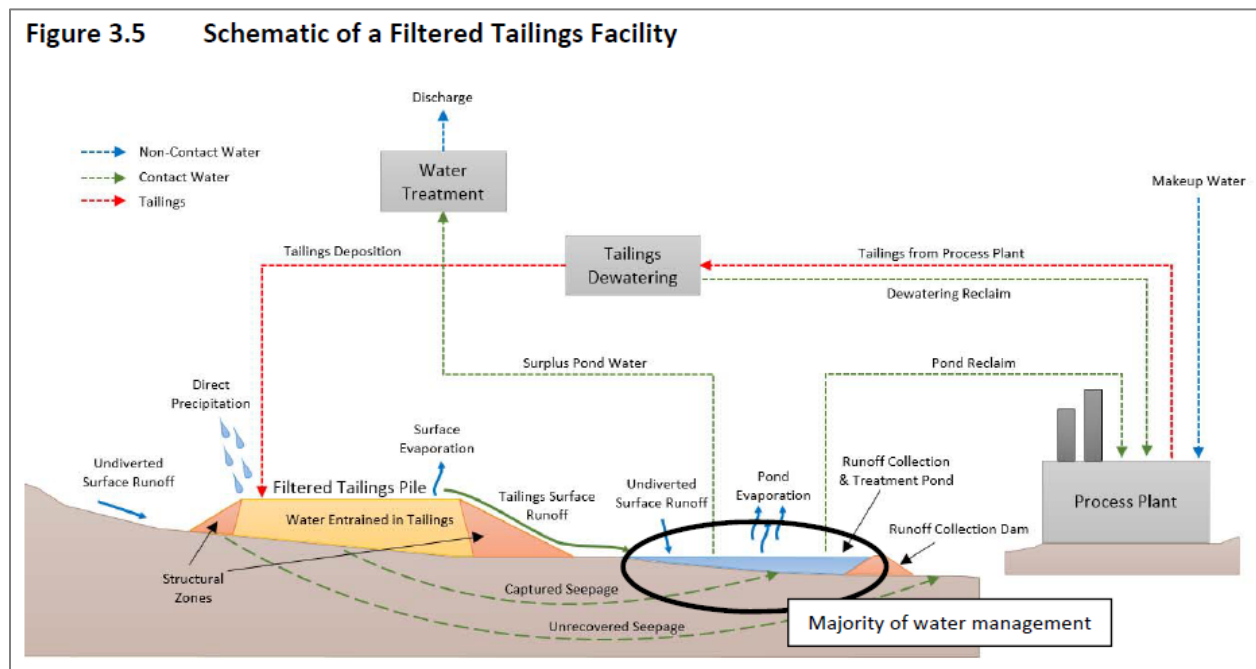 Figure 3.5 Schematic of a Filtered Tailings Facility
Discharge
Non-Contact Water
Contact Water
Tailings
Water
Treatment
Makeup Water
Tailings Deposition
Tailings
Dewatering
Tailings from Process Plant
Dewatering Reclaim
Surplus Pond Water
Pond Reclaim
Direct
Precipitation
Surface
Evaporation
Undiverted
Surface Runoff
Filtered Tailings Pile
Water Entrained in Tailings
Tailings Surface
Runoff
Undiverted
Surface Runoff
Pond
Evaporation
Runoff Collection
& Treatment Pond
Process Plant
Runoff Collection Dam
Structural
Zones
Captured Seepage
Unrecovered Seepage
Majority of water management